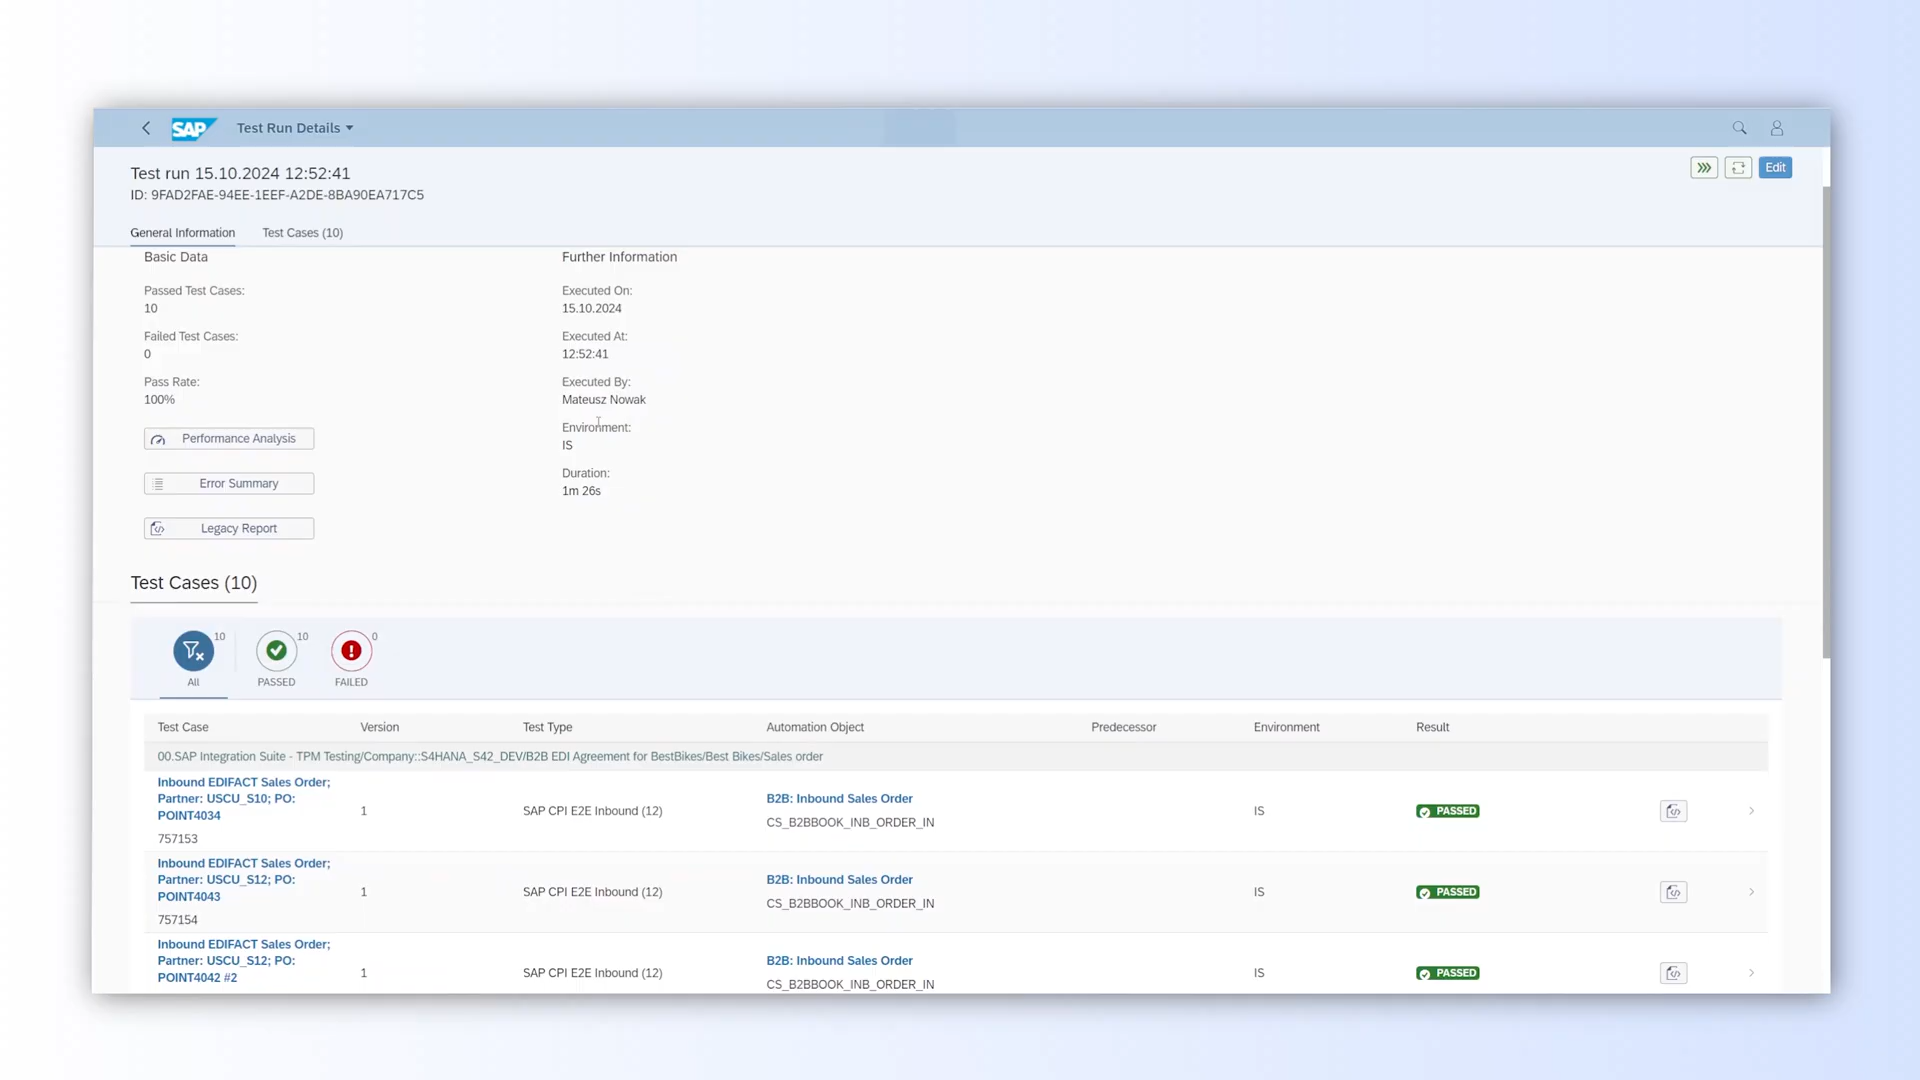 SAP
Test Run Details
Test run 15.10.2024 12:52:41
ID: 9FAD2FAE-94EE-1EEF-A2DE-8BA90EA717C5
Edit
General Information
Test Cases (10)
Basic Data
Passed Test Cases:
10
Failed Test Cases:
0
Pass Rate:
100%
Performance Analysis
Error Summary
Legacy Report
Further Information
Executed On:
15.10.2024
Executed At:
12:52:41
Executed By:
Mateusz Nowak
Environment:
IS
Duration:
1m 26s
Test Cases (10)
10
All
10
PASSED
0
FAILED
Test Case Version Test Type Automation Object Predecessor Environment Result
00.SAP Integration Suite - TPM Testing/Company::S4HANA_S42_DEV/B2B EDI Agreement for BestBikes/Best Bikes/Sales order
Inbound EDIFACT Sales Order;
Partner: USCU_S10; PO:
POINT4034
757153
1
SAP CPI E2E Inbound (12)
B2B: Inbound Sales Order
CS_B2BBOOK_INB_ORDER_IN
IS
PASSED
Inbound EDIFACT Sales Order;
Partner: USCU_S12; PO:
POINT4043
757154
1
SAP CPI E2E Inbound (12)
B2B: Inbound Sales Order
CS_B2BBOOK_INB_ORDER_IN
IS
PASSED
Inbound EDIFACT Sales Order;
Partner: USCU_S12; PO:
POINT4042 #2
1
SAP CPI E2E Inbound (12)
B2B: Inbound Sales Order
CS_B2BBOOK_INB_ORDER_IN
IS
PASSED